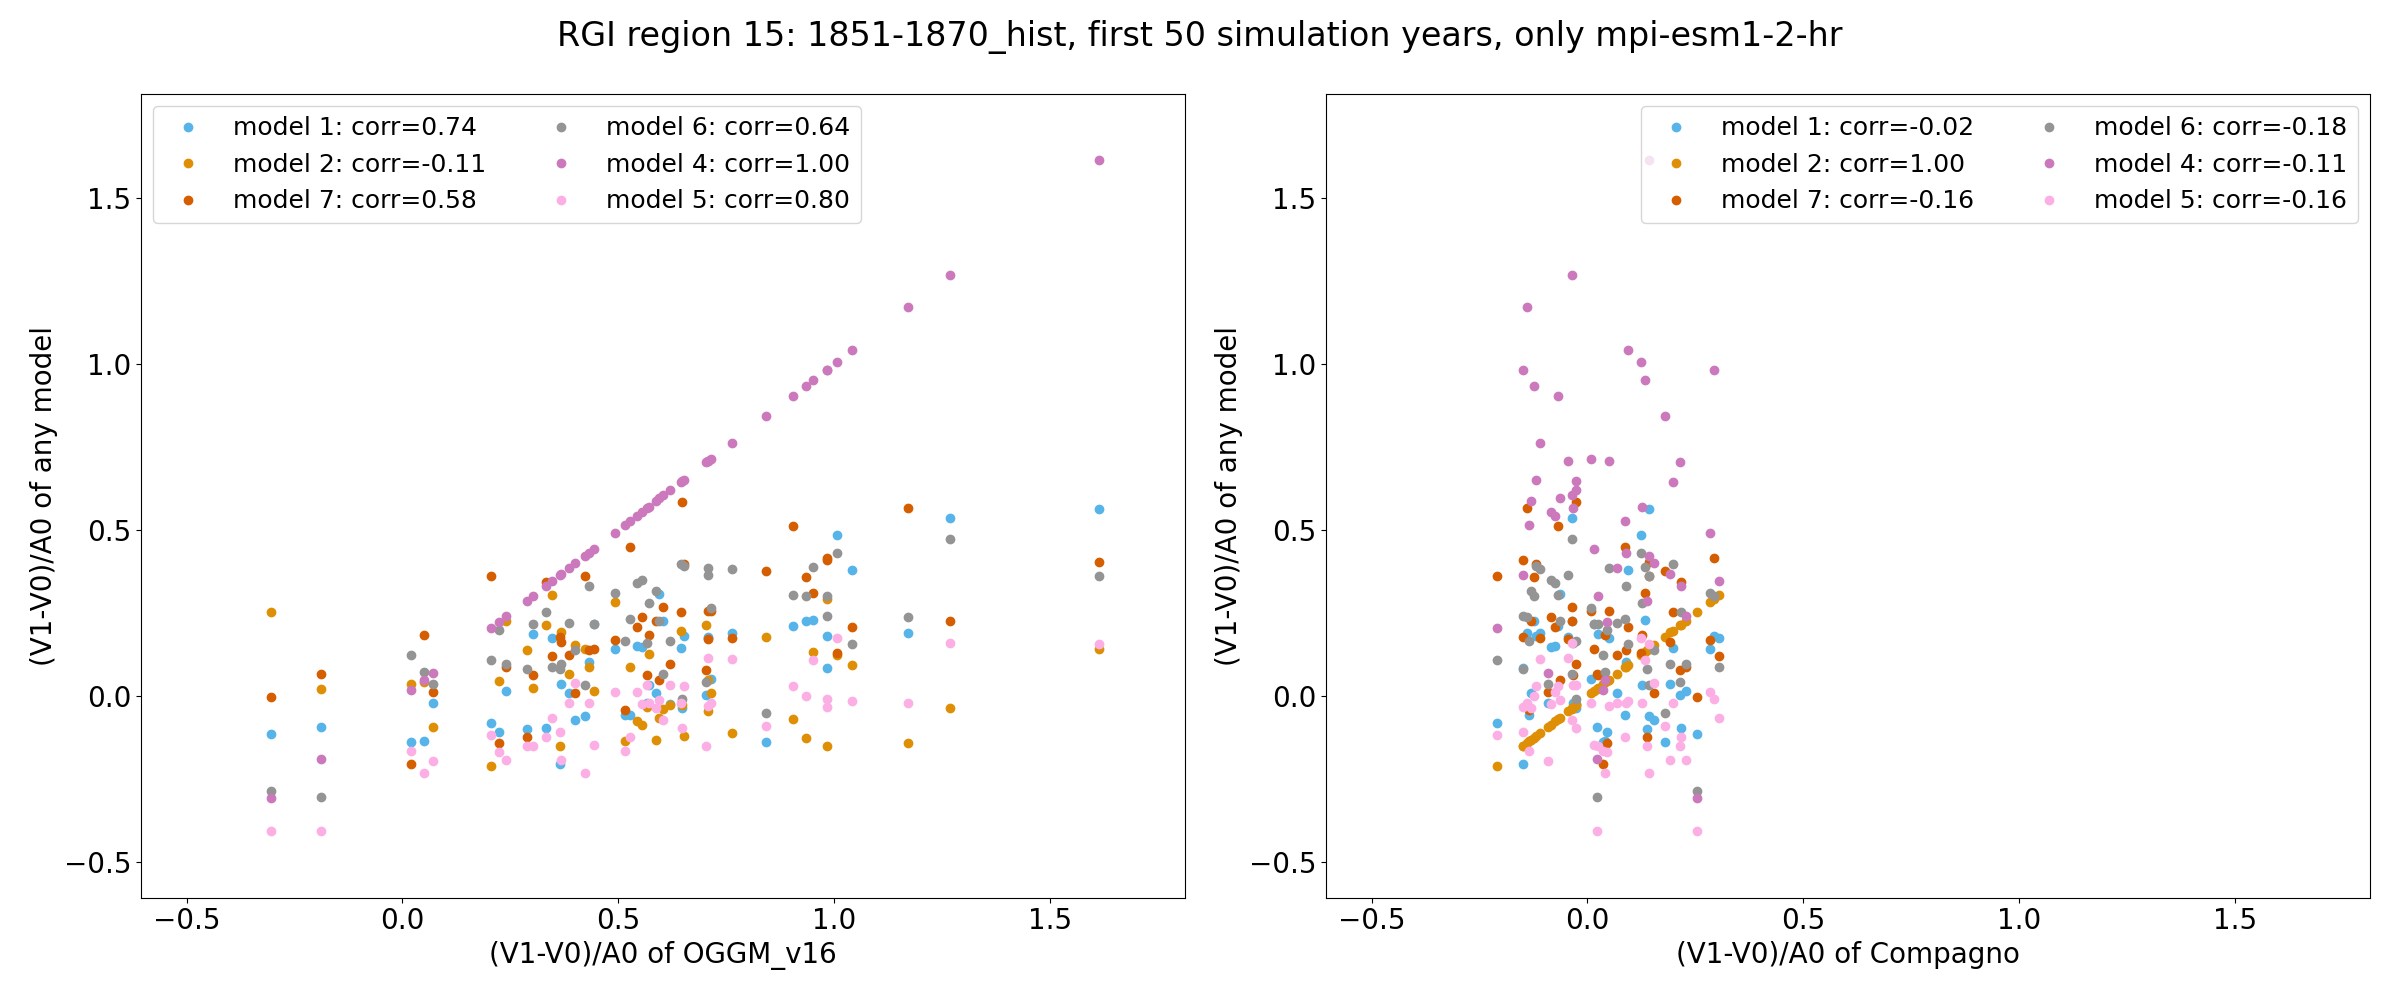 RGI region 15: 1851-1870_hist, first 50 simulation years, only mpi-esm1-2-hr
model 1: corr=0.74
model 2: corr=-0.11
model 7: corr=0.58
model 6: corr=0.64
model 4: corr=1.00
model 5: corr=0.80
(V1-V0)/A0 of any model
1.5
1.0
0.5
0.0
−0.5
−0.5
0.0
0.5
1.0
1.5
(V1-V0)/A0 of OGGM_v16
model 1: corr=-0.02
model 2: corr=1.00
model 7: corr=-0.16
model 6: corr=-0.18
model 4: corr=-0.11
model 5: corr=-0.16
(V1-V0)/A0 of any model
1.5
1.0
0.5
0.0
−0.5
−0.5
0.0
0.5
1.0
1.5
(V1-V0)/A0 of Compagno